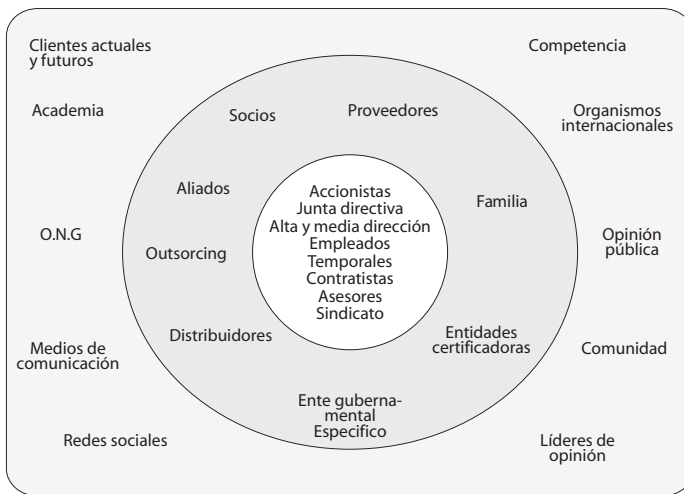 Clientes actuales
y futuros
Competencia
Academia
Socios
Proveedores
Organismos
internacionales
Aliados
Accionistas
Junta directiva
Alta y media dirección
Empleados
Temporales
Contratistas
Asesores
Sindicato
Familia
O.N.G
Outsorcing
Opinión
pública
Distribuidores
Entidades
certificadoras
Medios de
comunicación
Comunidad
Ente guberna-
mental
Especifico
Redes sociales
Líderes de
opinión